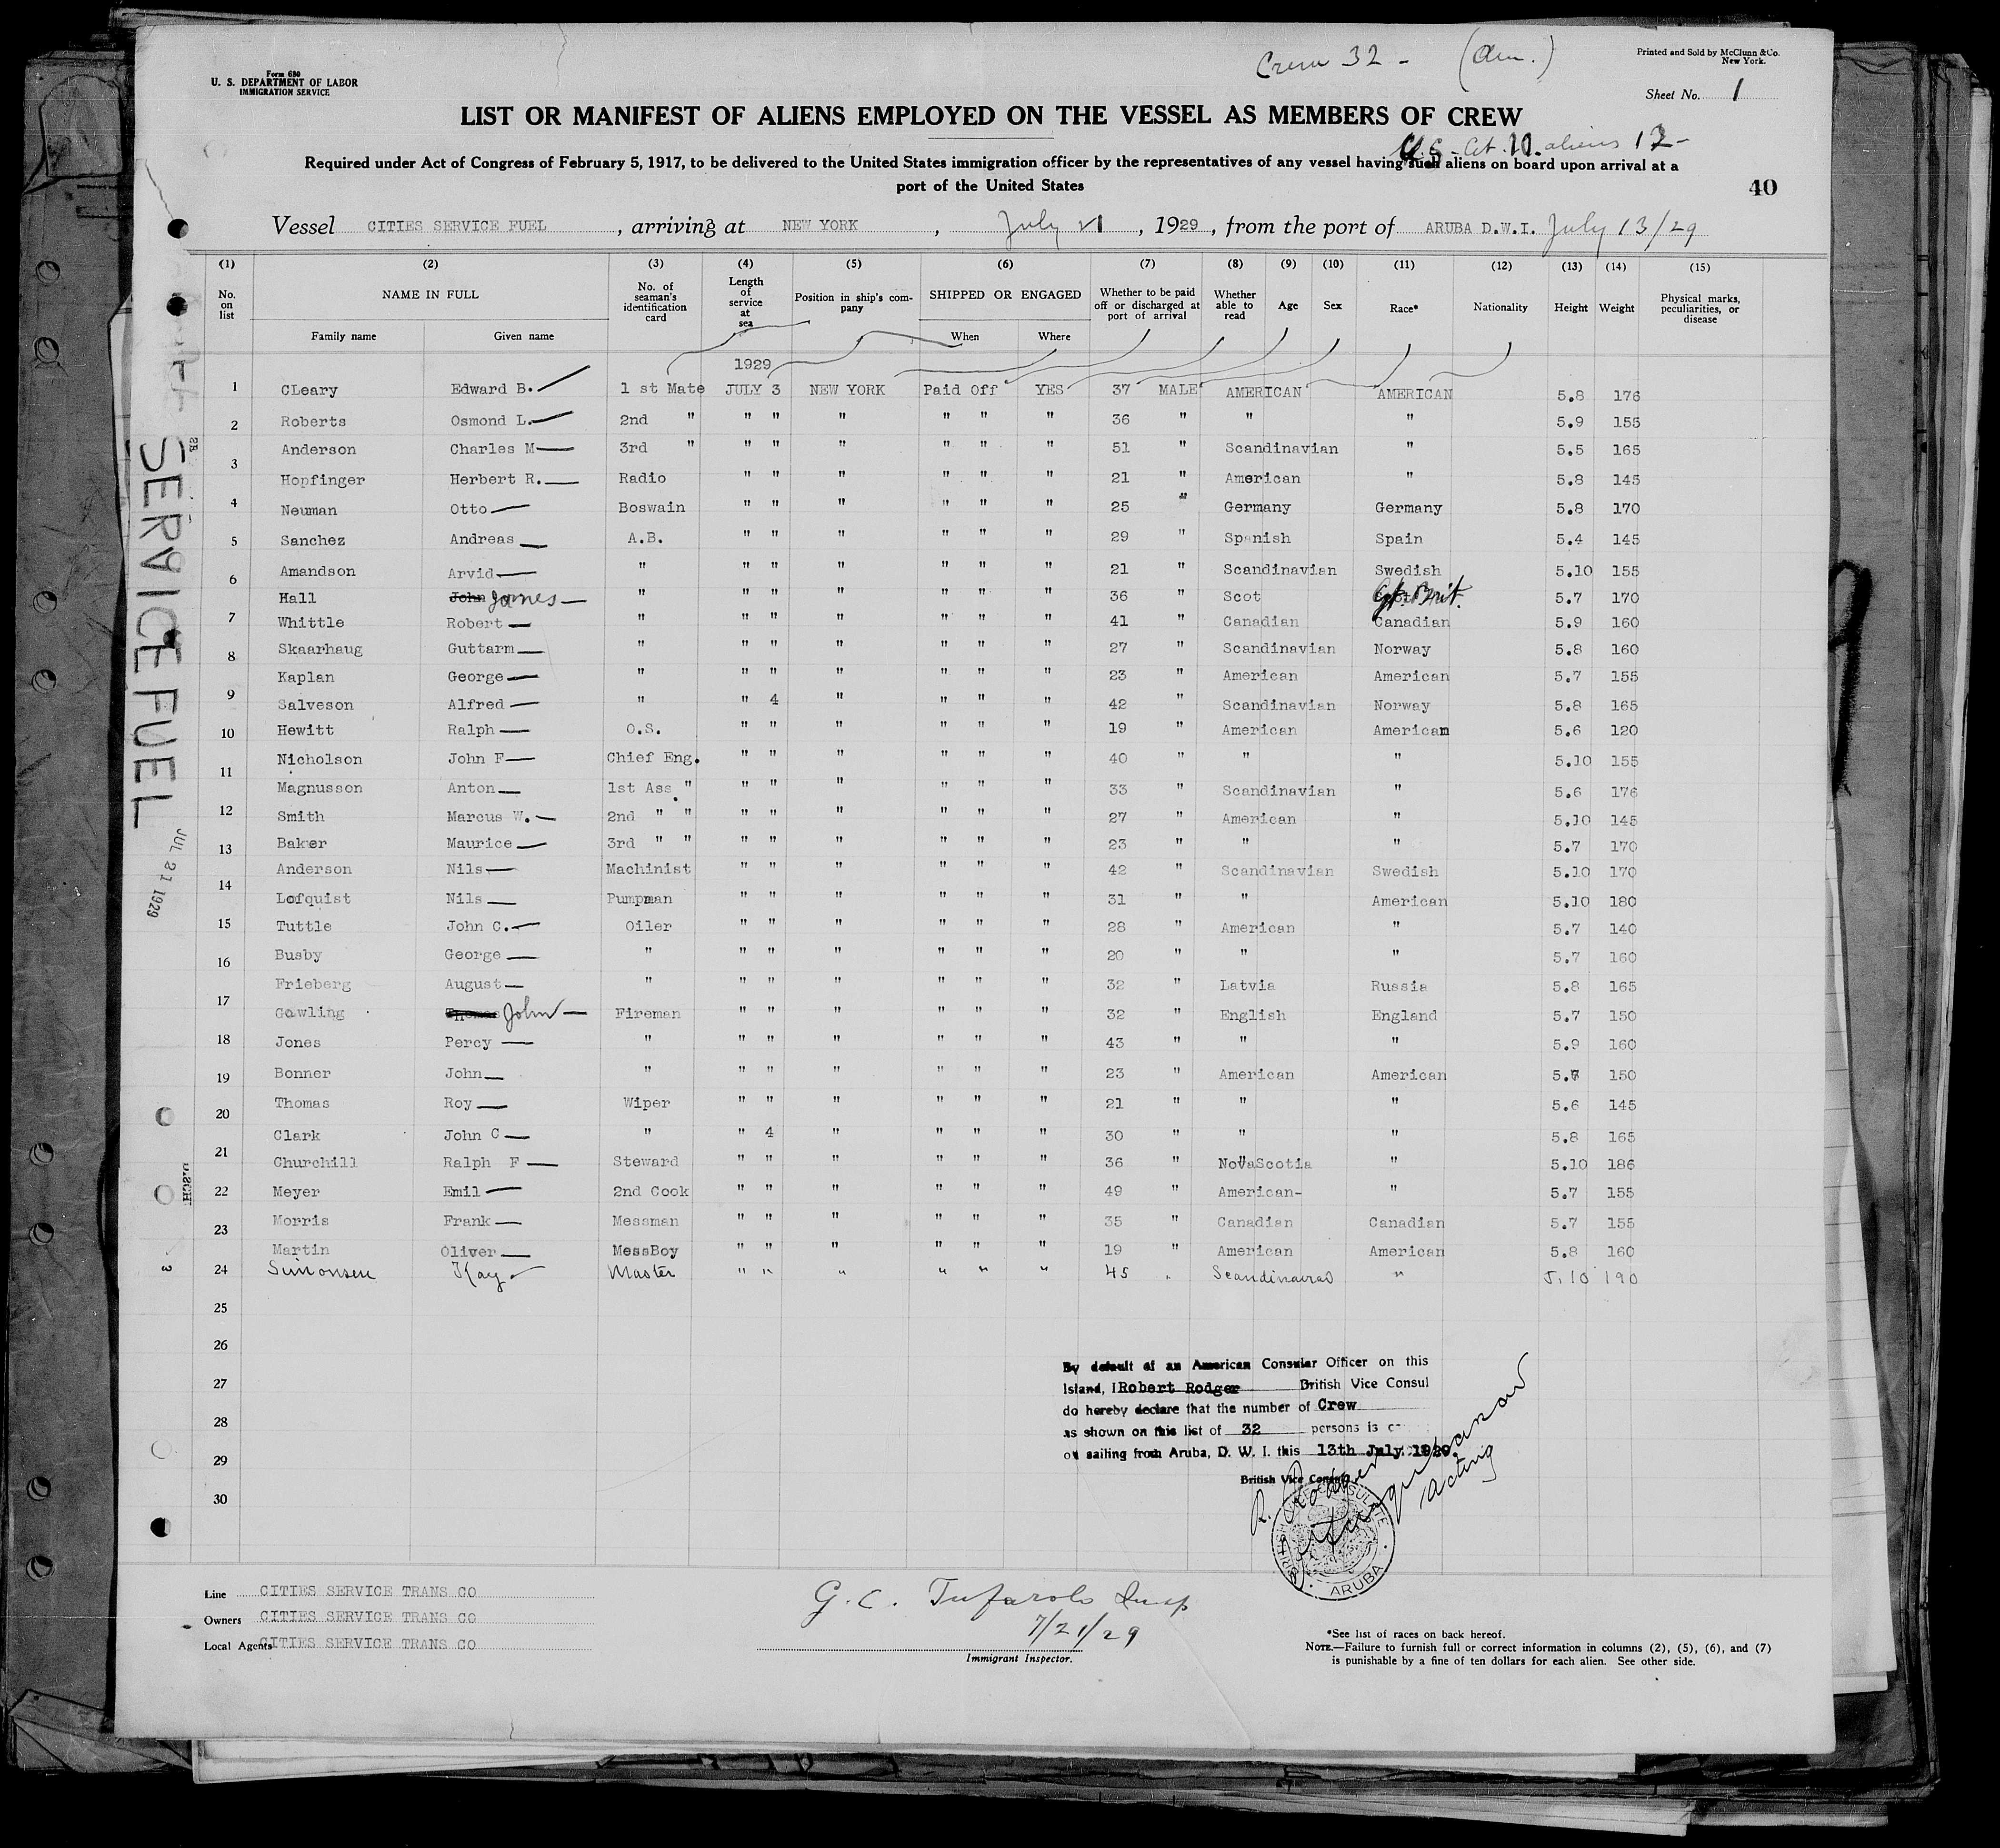 Crew 32 - (Am.)
Printed and Sold by McClunn &Co.
New York.
Form 680
U. S. DEPARTMENT OF LABOR
IMMIGRATION SERVICE
Sheet No. 1
LIST OR MANIFEST OF ALIENS EMPLOYED ON THE VESSEL AS MEMBERS OF CREW
aliens 12-
Required under Act of Congress of February 5, 1917, to be delivered to the United States immigration officer by the representatives of any vessel having such aliens on board upon arrival at a
port of the United States
40
Vessel CITIES SERVICE FUEL, arriving at NEW YORK, July 21, 1929, from the port of ARUBA D.W.I. July 13/29
(1) (2) (3) (4) (5) (6) (7) (8) (9) (10) (11) (12) (13) (14) (15)
No. on list NAME IN FULL No. of seaman's identification card Length of service at sea Position in ship's company SHIPPED OR ENGAGED Whether to be paid off or discharged at port of arrival Whether able to read Age Sex Race* Nationality Height Weight Physical marks, peculiarities, or disease
Family name Given name When Where
1929
1 CLeary Edward B. 1 st Mate JULY 3 NEW YORK Paid Off YES 37 MALE AMERICAN AMERICAN 5.8 176
2 Roberts Osmond L. 2nd " " " " " " " 36 " " " 5.9 155
Anderson Charles M 3rd " " " " " " " 51 " Scandinavian " 5.5 165
3
Hopfinger Herbert R. Radio " " " " " " 21 " American " 5.8 145
4
Neuman Otto Boswain " " " " " " 25 " Germany Germany 5.8 170
5 Sanchez Andreas A.B. " " " " " " 29 " Spanish Spain 5.4 145
Amandson Arvid " " " " " " " 21 " Scandinavian Swedish 5.10 155
6
Hall John James " " " " " " " 36 " Scot Gt. Brit. 5.7 170
7 Whittle Robert " " " " " " " 41 " Canadian Canadian 5.9 160
8 Skaarhaug Guttarm " " " " " " " 27 " Scandinavian Norway 5.8 160
Kaplan George " " " " " " " 23 " American American 5.7 155
9
Salveson Alfred " " 4 " " " " 42 " Scandinavian Norway 5.8 165
10 Hewitt Ralph O.S. " " " " " " 19 " American American 5.6 120
Nicholson John F Chief Eng. " " " " " " 40 " " " 5.10 155
11
Magnusson Anton 1st Ass " " " " " " " 33 " Scandinavian " 5.6 176
12 Smith Marcus W. 2nd " " " " " " " " 27 " American " 5.10 145
13 Baker Maurice 3rd " " " " " " " " 23 " " " 5.7 170
Anderson Nils Machinist " " " " " " 42 " Scandinavian Swedish 5.10 170
14
Lofquist Nils Pumpman " " " " " " 31 " " American 5.10 180
15 Tuttle John C. Oiler " " " " " " 28 " American " 5.7 140
16 Busby George " " " " " " " 20 " " " 5.7 160
Frieberg August " " " " " " " 32 " Latvia Russia 5.8 165
17
Gowling Thomas John Fireman " " " " " " 32 " English England 5.7 150
18 Jones Percy " " " " " " " 43 " " " 5.9 160
19 Bonner John " " " " " " " 23 " American American 5.7 150
20 Thomas Roy Wiper " " " " " " 21 " " " 5.6 145
Clark John C " " 4 " " " " 30 " " " 5.8 165
21 Churchill Ralph F Steward " " " " " " 36 " NovaScotia " 5.10 186
22 Meyer Emil 2nd Cook " " " " " " 49 " American- " 5.7 155
23 Morris Frank Messman " " " " " " 35 " Canadian Canadian 5.7 155
Martin Oliver MessBoy " " " " " " 19 " American American 5.8 160
24 Simonsen Kay Master " " " " " " 45 " Scandinavian " 5.10 190
25
26
27
28
29
30
By default of an American Consular Officer on this
Island, I Robert Rodger British Vice Consul
do hereby declare that the number of Crew
as shown on this list of 32 persons is
on sailing from Aruba, D. W. I. this 13th July. 1929.
British Vice Consul
R. Rodger
Acting
BRITISH VICE CONSULATE ARUBA
Line CITIES SERVICE TRANS CO
Owners CITIES SERVICE TRANS CO
Local Agents CITIES SERVICE TRANS CO
G. C. Tufarolo Insp
7/21/29
Immigrant Inspector.
*See list of races on back hereof.
NOTE.—Failure to furnish full or correct information in columns (2), (5), (6), and (7)
is punishable by a fine of ten dollars for each alien. See other side.
SERVICE FUEL
JUL 21 1929
DISCH
3